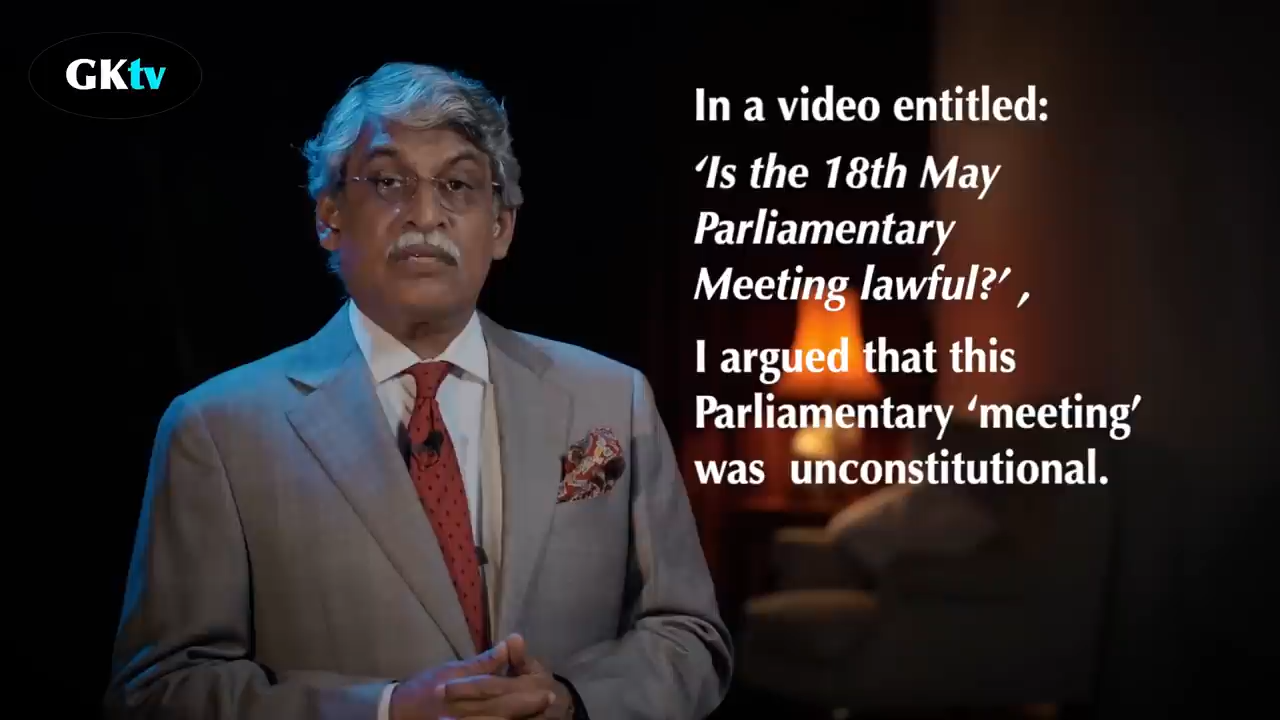 GKtv
In a video entitled:
‘Is the 18th May
Parliamentary
Meeting lawful?’ ,
I argued that this
Parliamentary ‘meeting’
was unconstitutional.